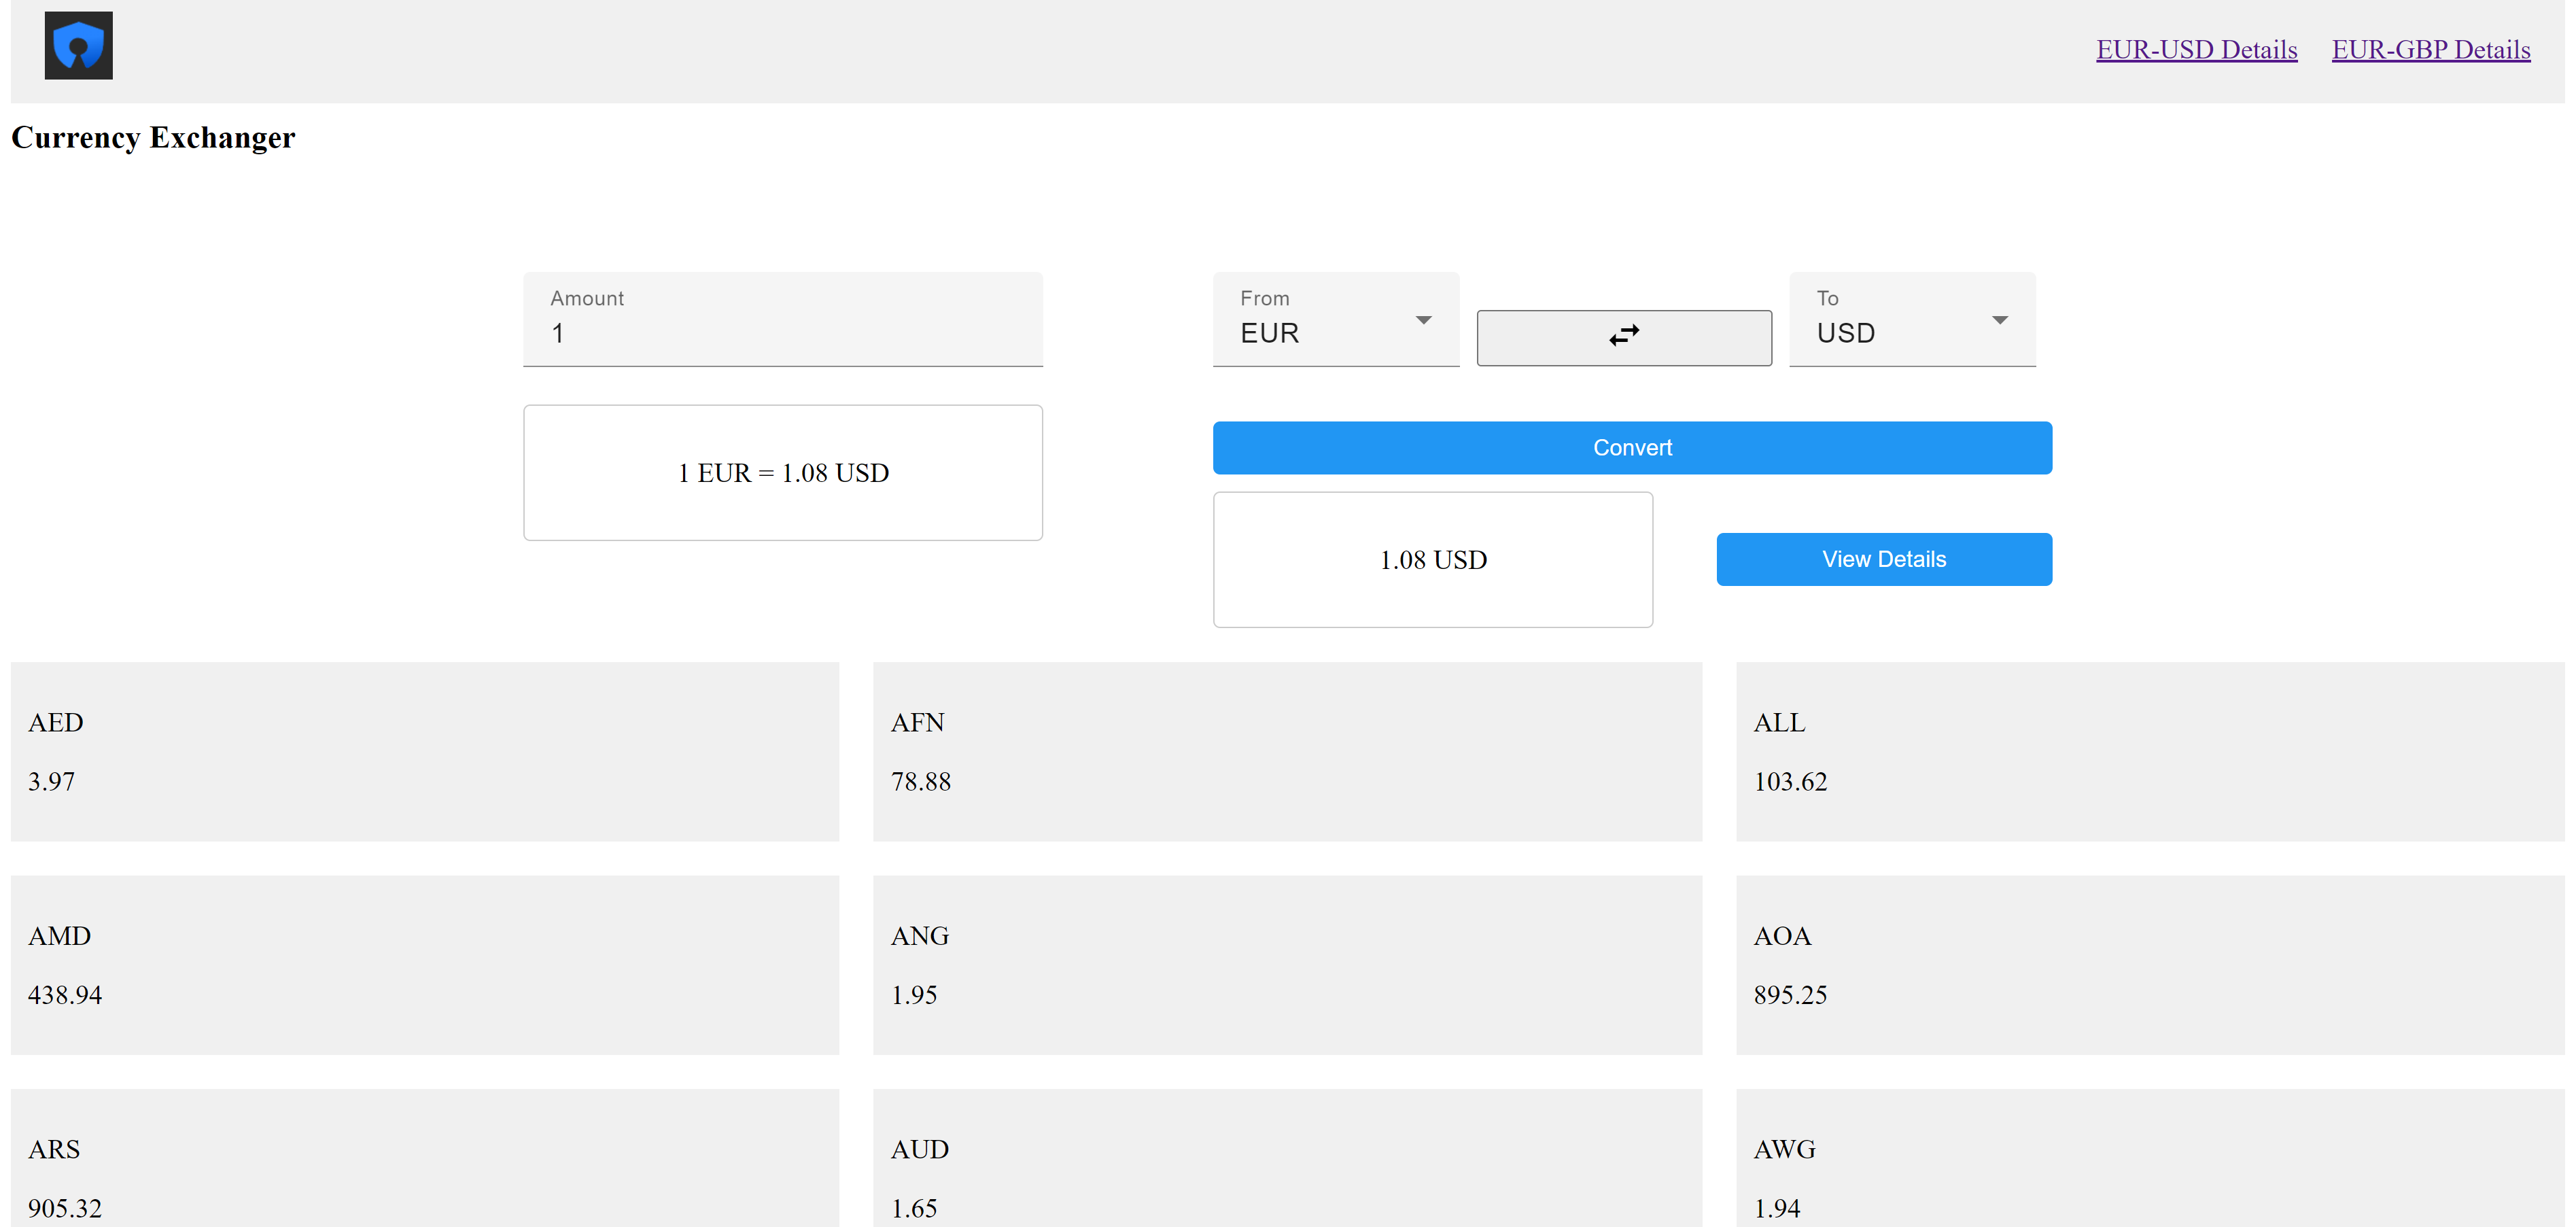 EUR-USD Details EUR-GBP Details
Currency Exchanger
Amount
1
From
EUR
To
USD
1 EUR = 1.08 USD
Convert
1.08 USD
View Details
AED
3.97
AFN
78.88
ALL
103.62
AMD
438.94
ANG
1.95
AOA
895.25
ARS
905.32
AUD
1.65
AWG
1.94